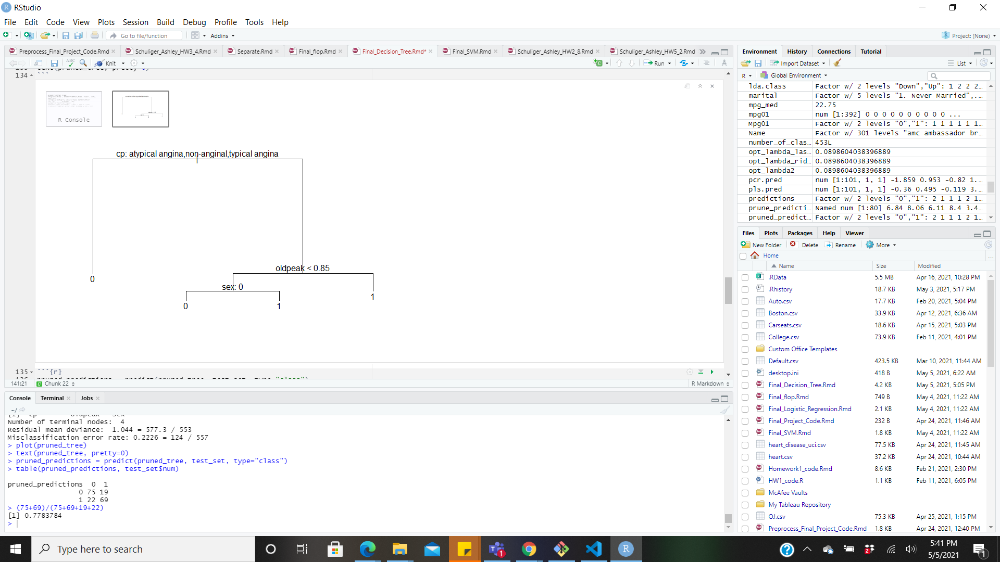 RStudio
File Edit Code View Plots Session Build Debug Profile Tools Help
Go to file/function Addins Project: (None)
Preprocess_Final_Project_Code.Rmd Schuliger_Ashley_HW3_4.Rmd Separate.Rmd Final_flop.Rmd Final_Decision_Tree.Rmd* Final_SVM.Rmd Schuliger_Ashley_HW2_8.Rmd Schuliger_Ashley_HW5_2.Rmd
ABC Knit Run
134 ```
R Console
cp: atypical angina,non-anginal,typical angina
oldpeak < 0.85
0
sex: 0
1
0 1
135 ```{r}
141:21 Chunk 22 R Markdown
Console Terminal Jobs
~/
Number of terminal nodes: 4
Residual mean deviance: 1.044 = 577.3 / 553
Misclassification error rate: 0.2226 = 124 / 557
> plot(pruned_tree)
> text(pruned_tree, pretty=0)
> pruned_predictions = predict(pruned_tree, test_set, type="class")
> table(pruned_predictions, test_set$num)
pruned_predictions 0 1
0 75 19
1 22 69
> (75+69)/(75+69+19+22)
[1] 0.7783784
>
Environment History Connections Tutorial
Import Dataset List
R Global Environment
lda.class Factor w/ 2 levels "Down","Up": 1 2 2 2…
marital Factor w/ 5 levels "1. Never Married",.…
mpg_med 22.75
mpg01 num [1:392] 0 0 0 0 0 0 0 0 0 0 ...
Mpg01 Factor w/ 2 levels "0","1": 1 1 1 1 1 1…
Name Factor w/ 301 levels "amc ambassador br…
number_of_clas… 453L
opt_lambda_las… 0.0898604038396889
opt_lambda_rid… 0.0898604038396889
opt_lambda2 0.0898604038396889
pcr.pred num [1:101, 1, 1] -1.859 0.953 -0.82 1.…
pls.pred num [1:101, 1, 1] -0.36 0.495 -0.119 3.…
predictions Factor w/ 2 levels "0","1": 2 1 1 1 2 1…
prune_predicti… Named num [1:80] 6.84 8.06 6.11 8.4 3.4…
pruned_predict… Factor w/ 2 levels "0","1": 2 1 1 1 2 1…
Files Plots Packages Help Viewer
New Folder Delete Rename More
Home ...
Name Size Modified
.RData 5.5 MB Apr 16, 2021, 10:28 PM
.Rhistory 18.7 KB May 3, 2021, 5:17 PM
Auto.csv 17.7 KB Feb 20, 2021, 5:04 PM
Boston.csv 33.9 KB Apr 12, 2021, 6:36 AM
Carseats.csv 18.6 KB Apr 15, 2021, 5:03 PM
College.csv 73.9 KB Feb 11, 2021, 4:01 PM
Custom Office Templates
Default.csv 423.5 KB Mar 10, 2021, 11:44 AM
desktop.ini 418 B May 5, 2021, 6:22 AM
Final_Decision_Tree.Rmd 4.2 KB May 5, 2021, 5:05 PM
Final_flop.Rmd 749 B May 4, 2021, 11:22 AM
Final_Logistic_Regression.Rmd 2.1 KB May 4, 2021, 11:22 AM
Final_Project_Code.Rmd 232 B Apr 24, 2021, 11:46 AM
Final_SVM.Rmd 1.8 KB May 4, 2021, 11:22 AM
heart_disease_uci.csv 77.5 KB Apr 24, 2021, 11:45 AM
heart.csv 37.2 KB Apr 24, 2021, 10:44 AM
Homework1_code.Rmd 8.6 KB Feb 21, 2021, 2:30 PM
HW1_code.R 1.1 KB Feb 11, 2021, 6:05 PM
McAfee Vaults
My Tableau Repository
OJ.csv 75.3 KB Apr 25, 2021, 1:15 PM
Preprocess_Final_Project_Code.Rmd 1.8 KB Apr 24, 2021, 12:40 PM
Type here to search
5:41 PM
5/5/2021